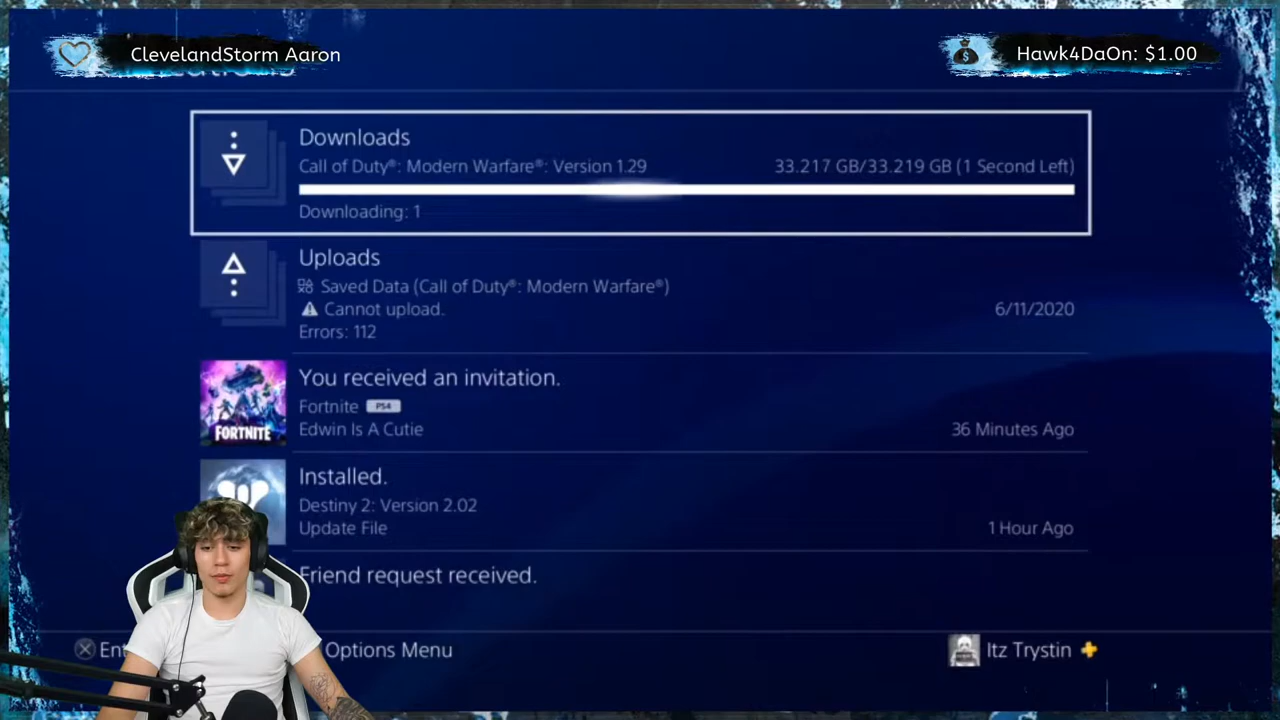 ClevelandStorm Aaron
Hawk4DaOn: $1.00
Downloads
Call of Duty®: Modern Warfare®: Version 1.29
33.217 GB/33.219 GB (1 Second Left)
Downloading: 1
Uploads
Saved Data (Call of Duty®: Modern Warfare®)
Cannot upload.
6/11/2020
Errors: 112
You received an invitation.
Fortnite PS4
Edwin Is A Cutie
36 Minutes Ago
FORTNITE
Installed.
Destiny 2: Version 2.02
Update File
1 Hour Ago
Friend request received.
Options Menu
Itz Trystin